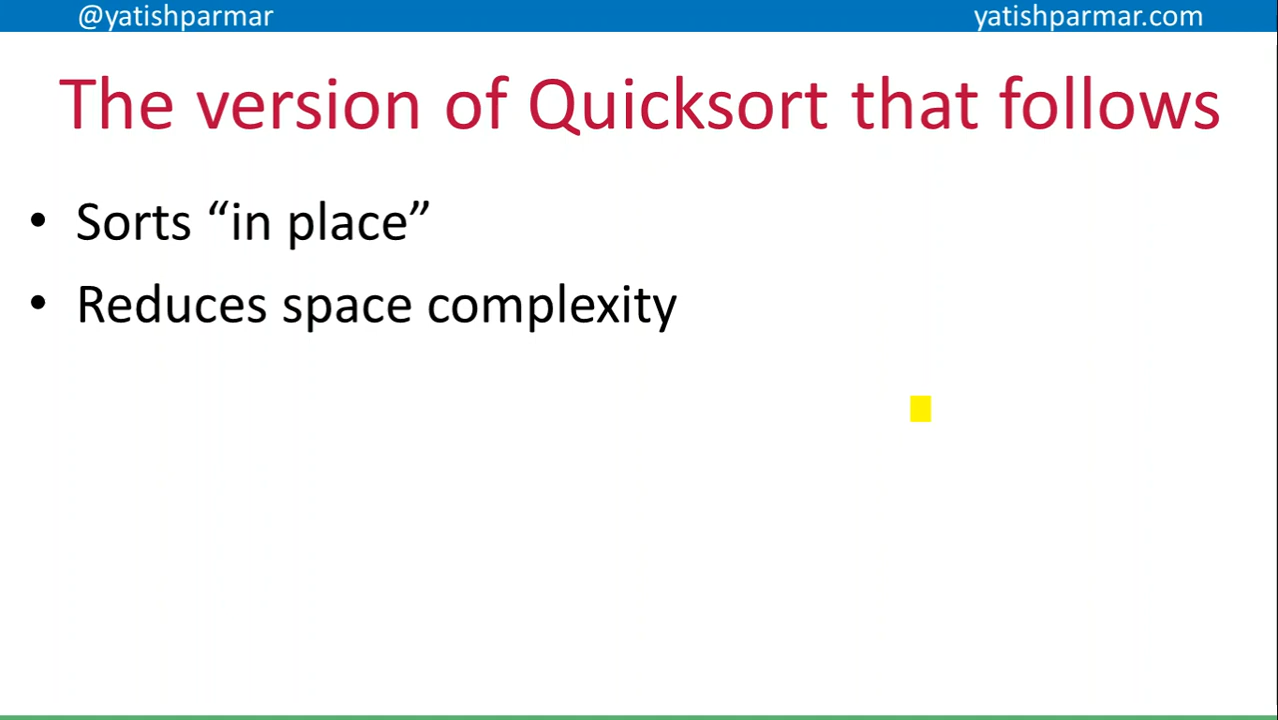 @yatishparmar
yatishparmar.com
The version of Quicksort that follows
• Sorts “in place”
• Reduces space complexity